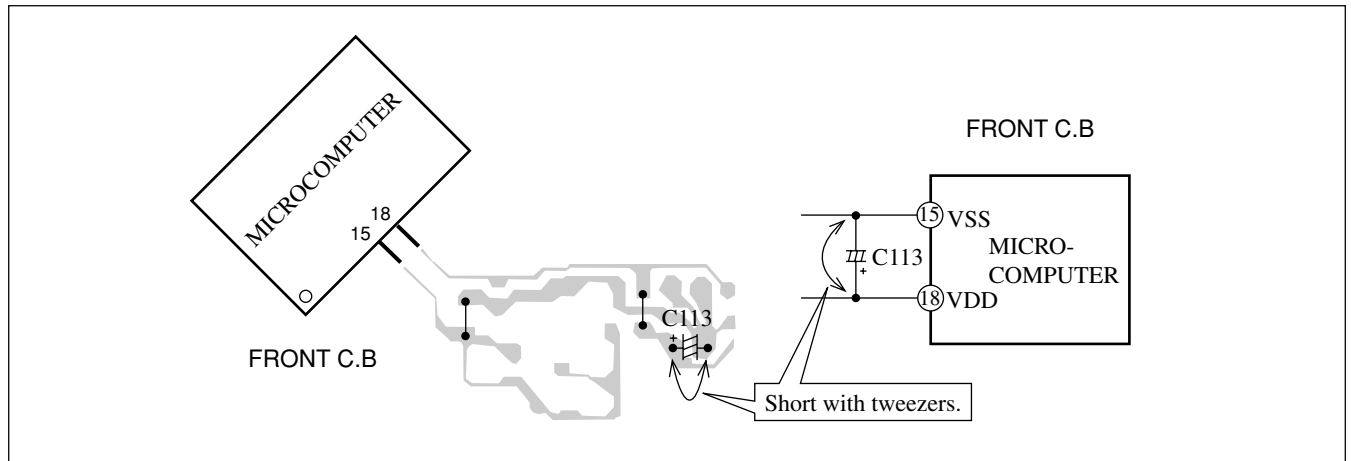 MICROCOMPUTER
18
15
FRONT C.B
C113
+
FRONT C.B
15 VSS
C113
+
MICRO-
COMPUTER
18 VDD
Short with tweezers.